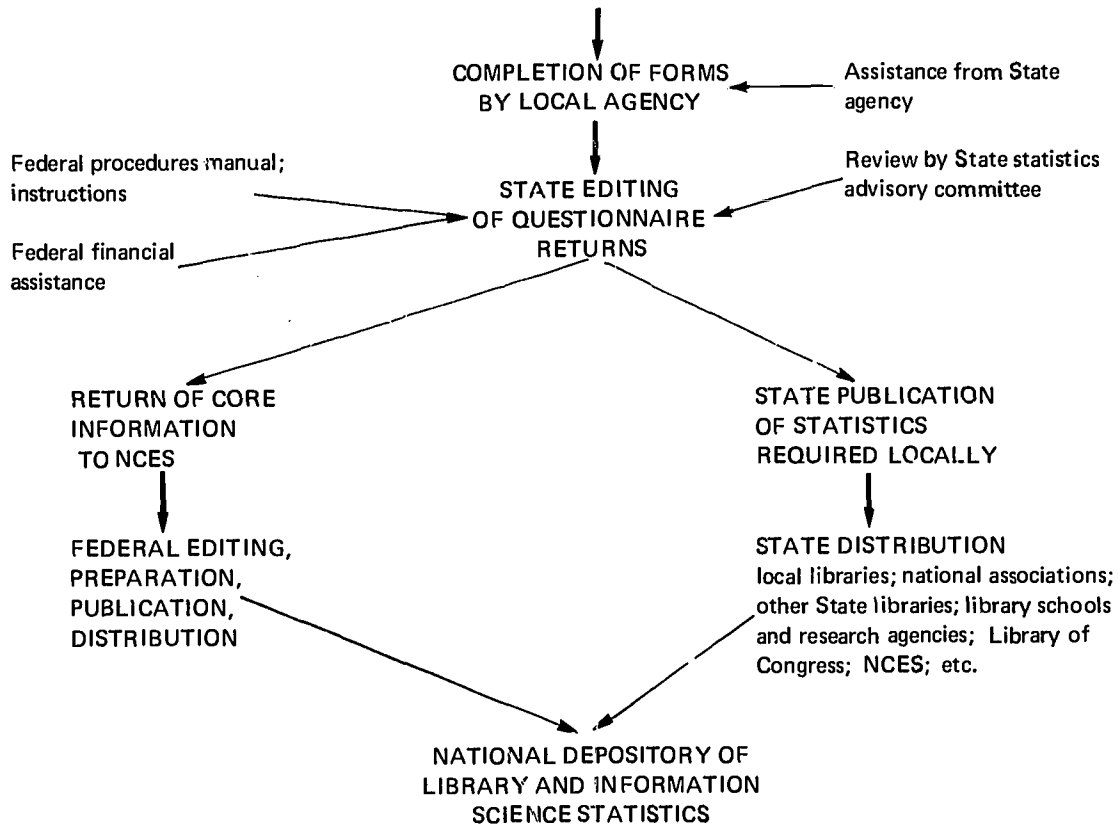 COMPLETION OF FORMS
BY LOCAL AGENCY
Assistance from State
agency
Federal procedures manual;
instructions
Federal financial
assistance
STATE EDITING
OF QUESTIONNAIRE
RETURNS
Review by State statistics
advisory committee
RETURN OF CORE
INFORMATION
TO NCES
STATE PUBLICATION
OF STATISTICS
REQUIRED LOCALLY
FEDERAL EDITING,
PREPARATION,
PUBLICATION,
DISTRIBUTION
STATE DISTRIBUTION
local libraries; national associations;
other State libraries; library schools
and research agencies; Library of
Congress; NCES; etc.
NATIONAL DEPOSITORY OF
LIBRARY AND INFORMATION
SCIENCE STATISTICS